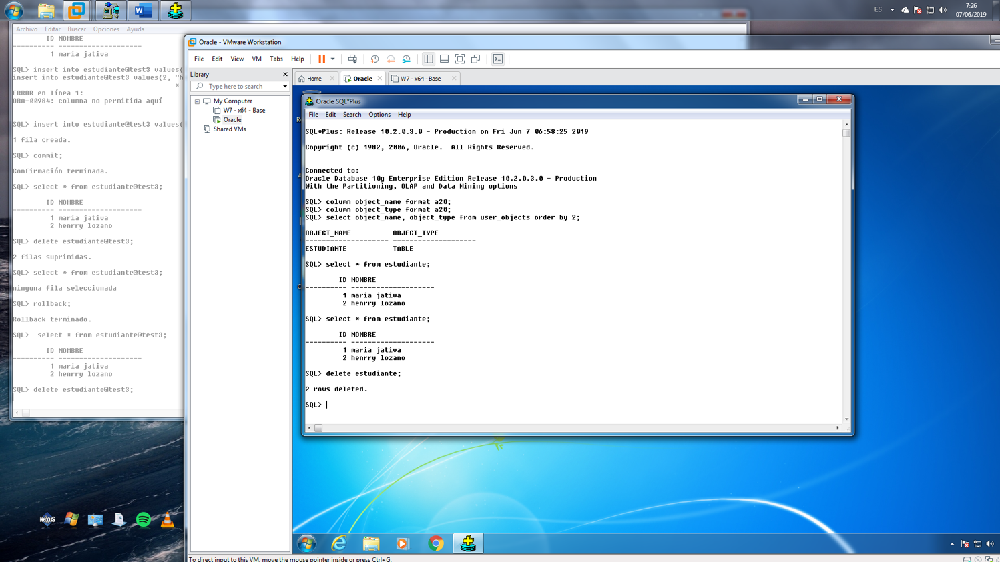 ES
7:26
07/06/2019
Archivo Editar Buscar Opciones Ayuda
ID NOMBRE
---------- --------------------
1 maria jativa
SQL> insert into estudiante@test3 values(
insert into estudiante@test3 values(2, "h
*
ERROR en línea 1:
ORA-00984: columna no permitida aquí
SQL> insert into estudiante@test3 values(
1 fila creada.
SQL> commit;
Confirmación terminada.
SQL> select * from estudiante@test3;
ID NOMBRE
---------- --------------------
1 maria jativa
2 henrry lozano
SQL> delete estudiante@test3;
2 filas suprimidas.
SQL> select * from estudiante@test3;
ninguna fila seleccionada
SQL> rollback;
Rollback terminado.
SQL>  select * from estudiante@test3;
ID NOMBRE
---------- --------------------
1 maria jativa
2 henrry lozano
SQL> delete estudiante@test3;
NeXuS
Oracle - VMware Workstation
File Edit View VM Tabs Help
Library
Type here to search
My Computer
W7 - x64 - Base
Oracle
Shared VMs
Home Oracle W7 - x64 - Base
Oracle SQL*Plus
File Edit Search Options Help
SQL*Plus: Release 10.2.0.3.0 - Production on Fri Jun 7 06:58:25 2019
Copyright (c) 1982, 2006, Oracle.  All Rights Reserved.
Connected to:
Oracle Database 10g Enterprise Edition Release 10.2.0.3.0 - Production
With the Partitioning, OLAP and Data Mining options
SQL> column object_name format a20;
SQL> column object_type format a20;
SQL> select object_name, object_type from user_objects order by 2;
OBJECT_NAME OBJECT_TYPE
-------------------- --------------------
ESTUDIANTE TABLE
SQL> select * from estudiante;
ID NOMBRE
---------- --------------------
1 maria jativa
2 henrry lozano
SQL> select * from estudiante;
ID NOMBRE
---------- --------------------
1 maria jativa
2 henrry lozano
SQL> delete estudiante;
2 rows deleted.
SQL>
To direct input to this VM, move the mouse pointer inside or press Ctrl+G.